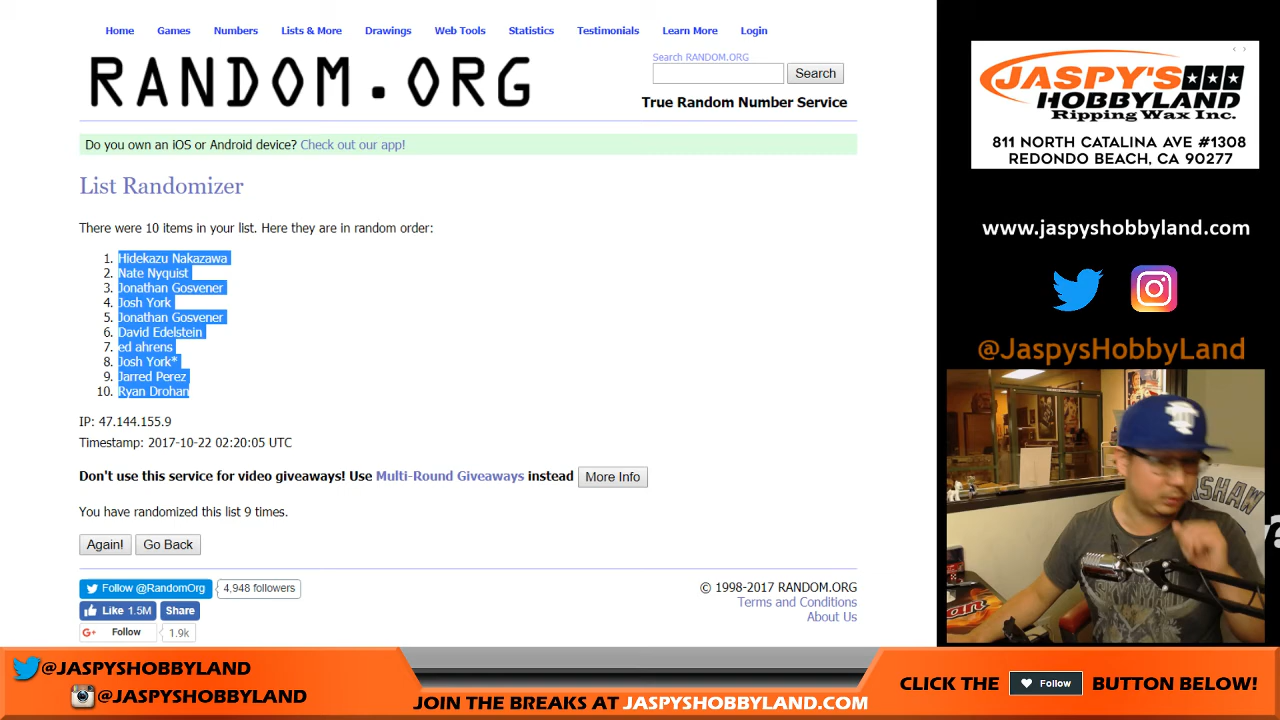 Home Games Numbers Lists & More Drawings Web Tools Statistics Testimonials Learn More Login
RANDOM.ORG
Search RANDOM.ORG
Search
True Random Number Service
Do you own an iOS or Android device? Check out our app!
List Randomizer
There were 10 items in your list. Here they are in random order:
1. Hidekazu Nakazawa
2. Nate Nyquist
3. Jonathan Gosvener
4. Josh York
5. Jonathan Gosvener
6. David Edelstein
7. ed ahrens
8. Josh York*
9. Jarred Perez
10. Ryan Drohan
IP: 47.144.155.9
Timestamp: 2017-10-22 02:20:05 UTC
Don't use this service for video giveaways! Use Multi-Round Giveaways instead More Info
You have randomized this list 9 times.
Again! Go Back
Follow @RandomOrg 4,948 followers
Like 1.5M Share
G+ Follow 1.9k
© 1998-2017 RANDOM.ORG
Terms and Conditions
About Us
JASPY'S
HOBBYLAND
Ripping Wax Inc.
811 NORTH CATALINA AVE #1308
REDONDO BEACH, CA 90277
www.jaspyshobbyland.com
@JaspysHobbyLand
RSHAW
@JASPYSHOBBYLAND
@JASPYSHOBBYLAND
JOIN THE BREAKS AT JASPYSHOBBYLAND.COM
CLICK THE Follow BUTTON BELOW!